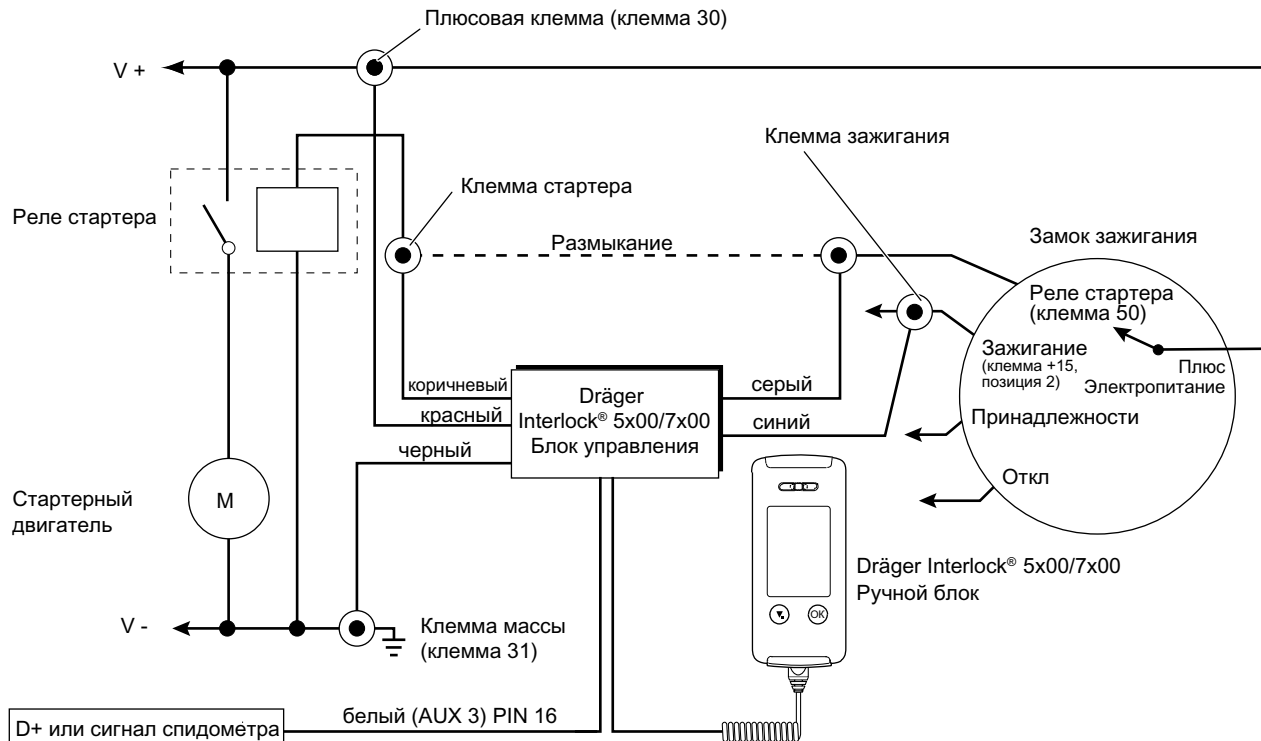 Плюсовая клемма (клемма 30)
V +
Клемма зажигания
Клемма стартера
Реле стартера
Размыкание
Замок зажигания
Реле стартера
(клемма 50)
Зажигание
(клемма +15,
позиция 2)
Плюс
Электропитание
Принадлежности
Откл
коричневый
красный
черный
Dräger
Interlock® 5x00/7x00
Блок управления
серый
синий
Стартерный
двигатель
M
OK
Dräger Interlock® 5x00/7x00
Ручной блок
V -
Клемма массы
(клемма 31)
белый (AUX 3) PIN 16
D+ или сигнал спидометра